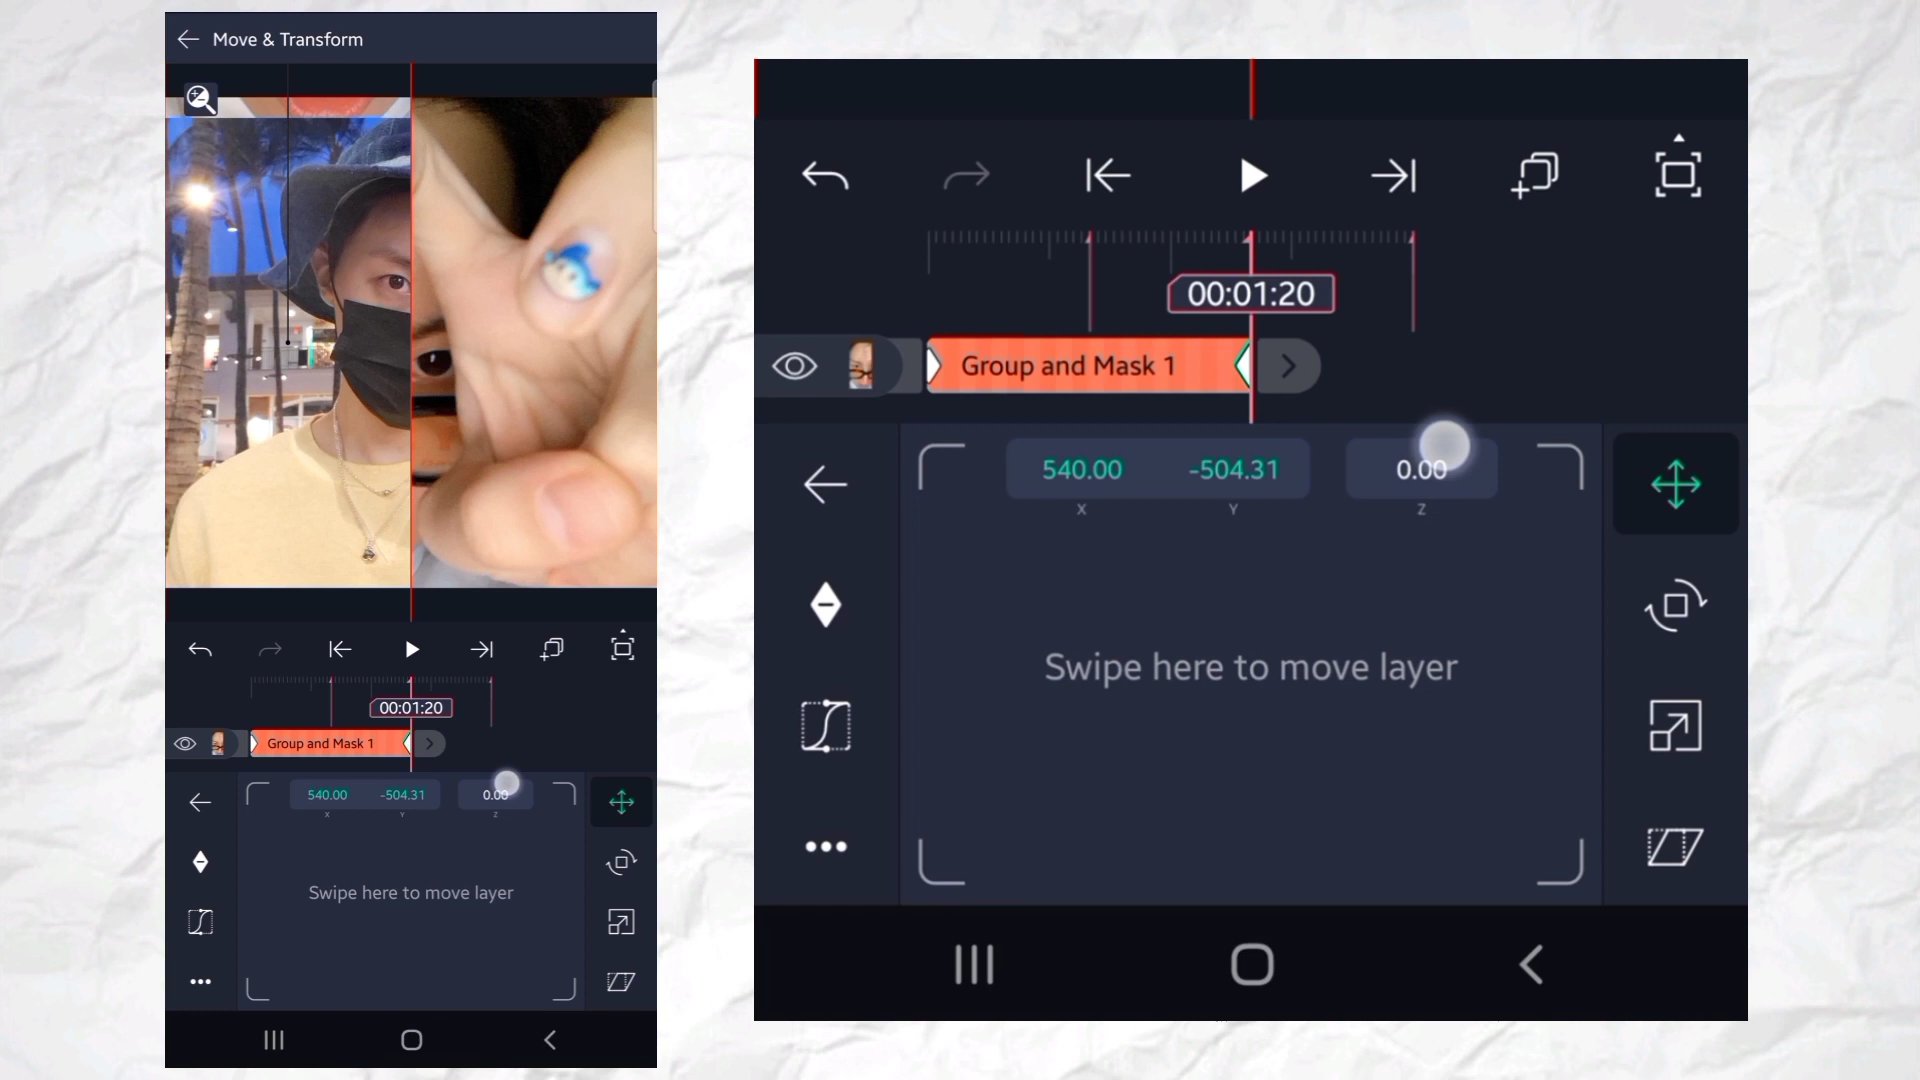 Move & Transform
00:01:20
Group and Mask 1
540.00 -504.31 0.00
X Y Z
Swipe here to move layer
00:01:20
Group and Mask 1
540.00 -504.31 0.00
X Y Z
Swipe here to move layer